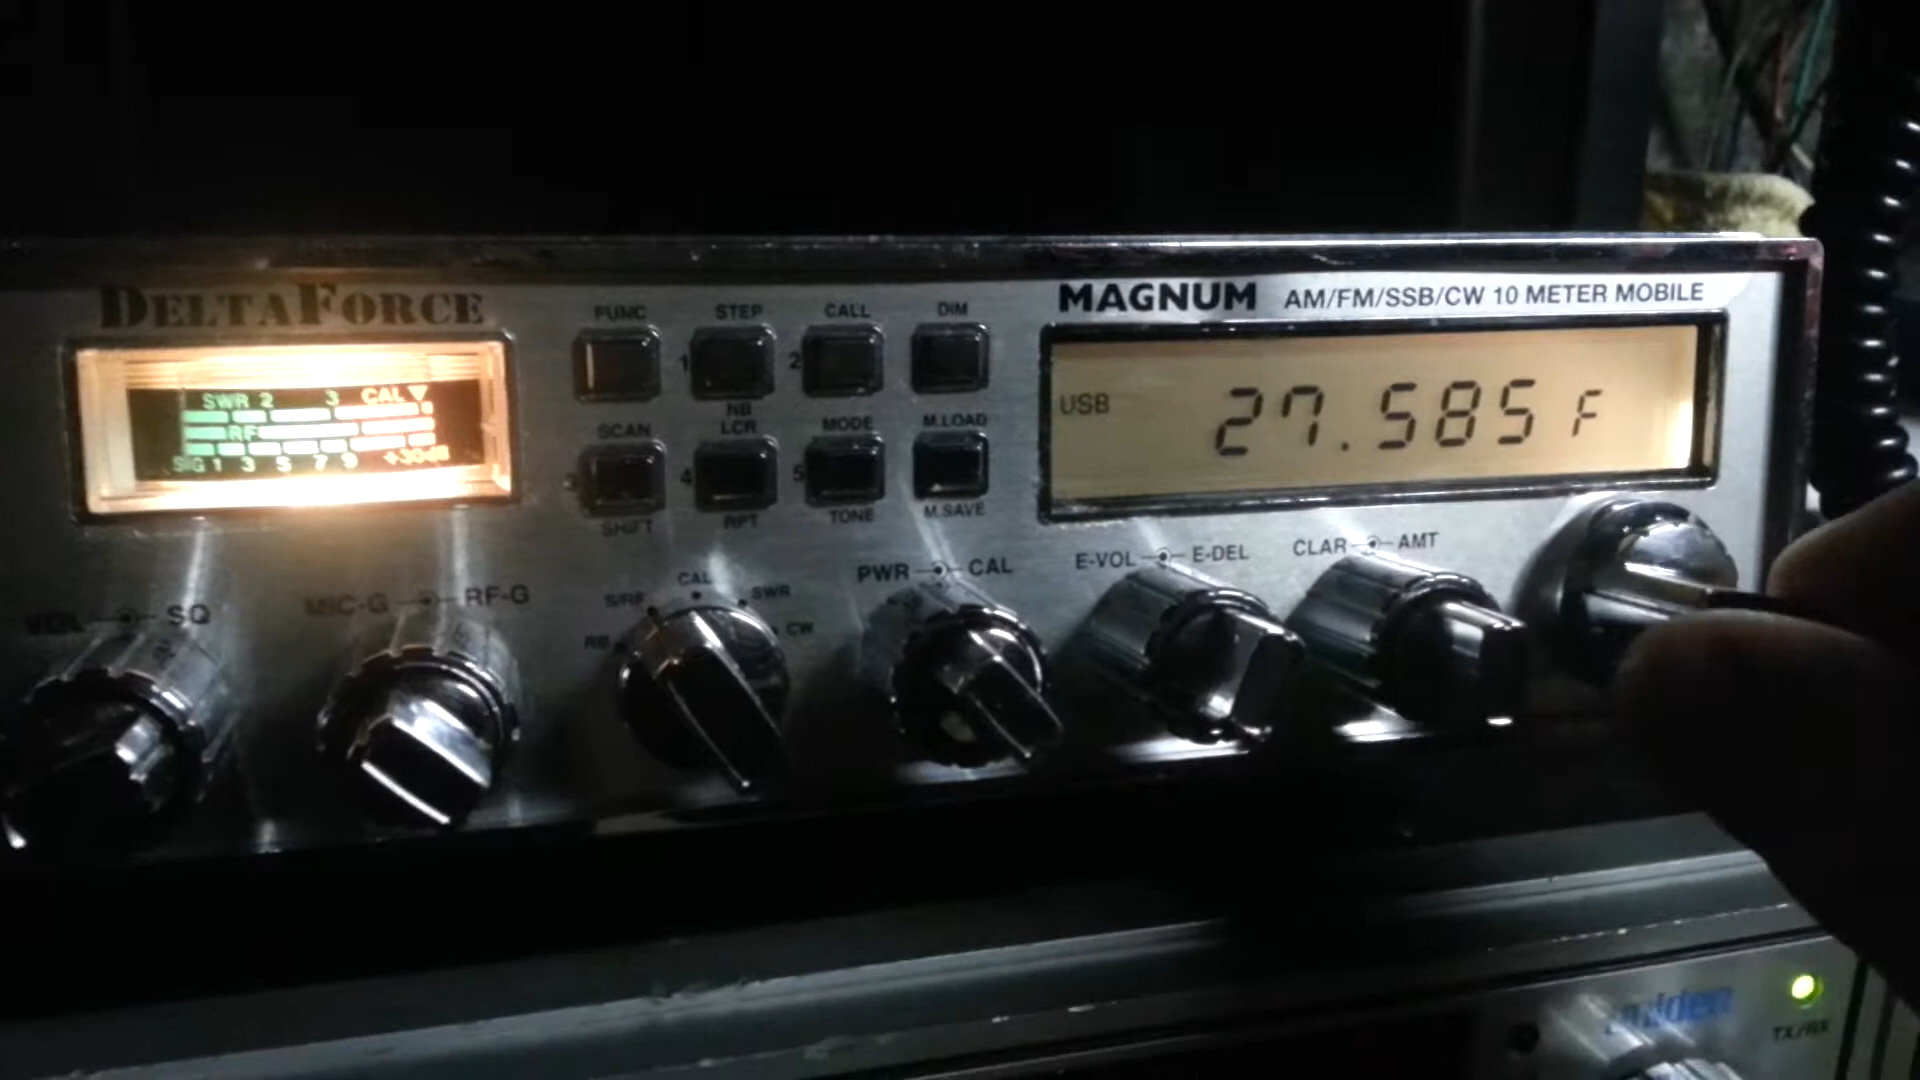 DELTAFORCE
SWR 2 3 CAL ▼
RF
SIG 1 3 5 7 9 +30dB
FUNC STEP CALL DIM
1 2
NB
SCAN LCR MODE M.LOAD
3 4 5
SHIFT RPT TONE M.SAVE
MAGNUM AM/FM/SSB/CW 10 METER MOBILE
USB 27.585 F
VOL SQ
MIC-G RF-G
CAL
S/RF SWR
RB CW
PWR CAL
E-VOL E-DEL
CLAR AMT
uniden
TX/RX